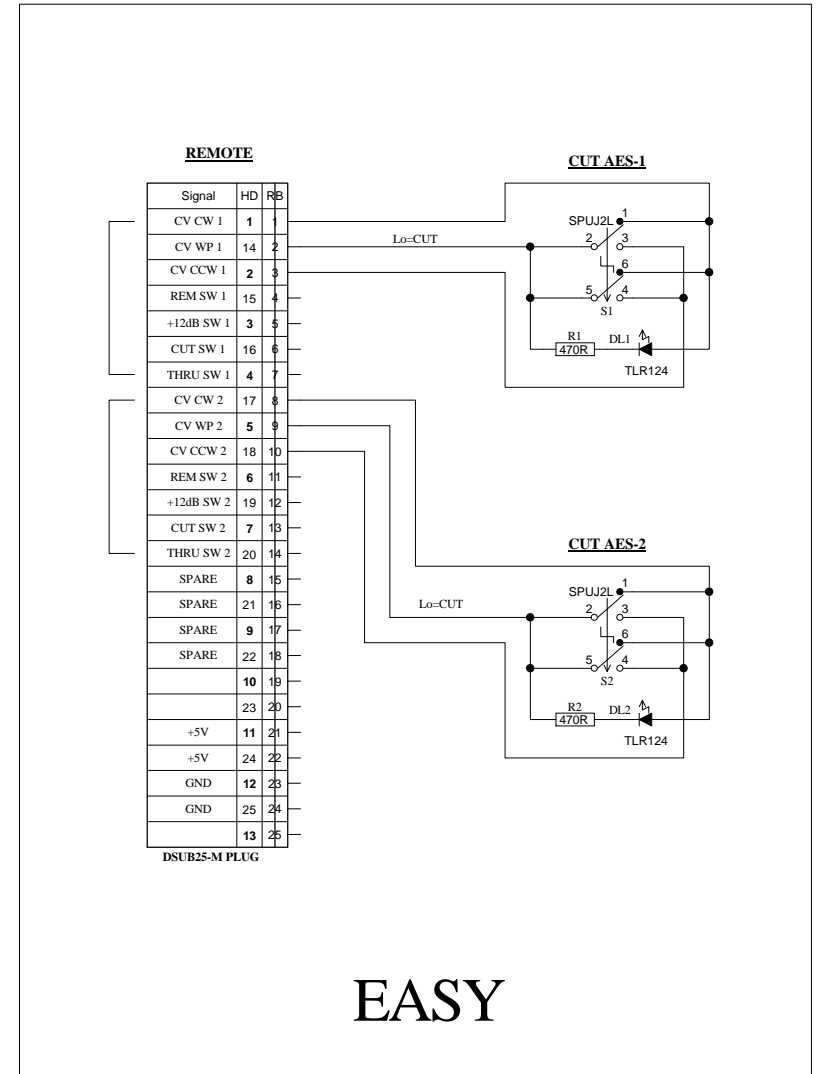 REMOTE
Signal HD RB
CV CW 1 1 1
CV WP 1 14 2
CV CCW 1 2 3
REM SW 1 15 4
+12dB SW 1 3 5
CUT SW 1 16 6
THRU SW 1 4 7
CV CW 2 17 8
CV WP 2 5 9
CV CCW 2 18 10
REM SW 2 6 11
+12dB SW 2 19 12
CUT SW 2 7 13
THRU SW 2 20 14
SPARE 8 15
SPARE 21 16
SPARE 9 17
SPARE 22 18
10 19
23 20
+5V 11 21
+5V 24 22
GND 12 23
GND 25 24
13 25
DSUB25-M PLUG
CUT AES-1
Lo=CUT
SPUJ2L 1
2 3
6
5 4
S1
R1 DL1
470R
TLR124
CUT AES-2
Lo=CUT
SPUJ2L 1
2 3
6
5 4
S2
R2 DL2
470R
TLR124
EASY